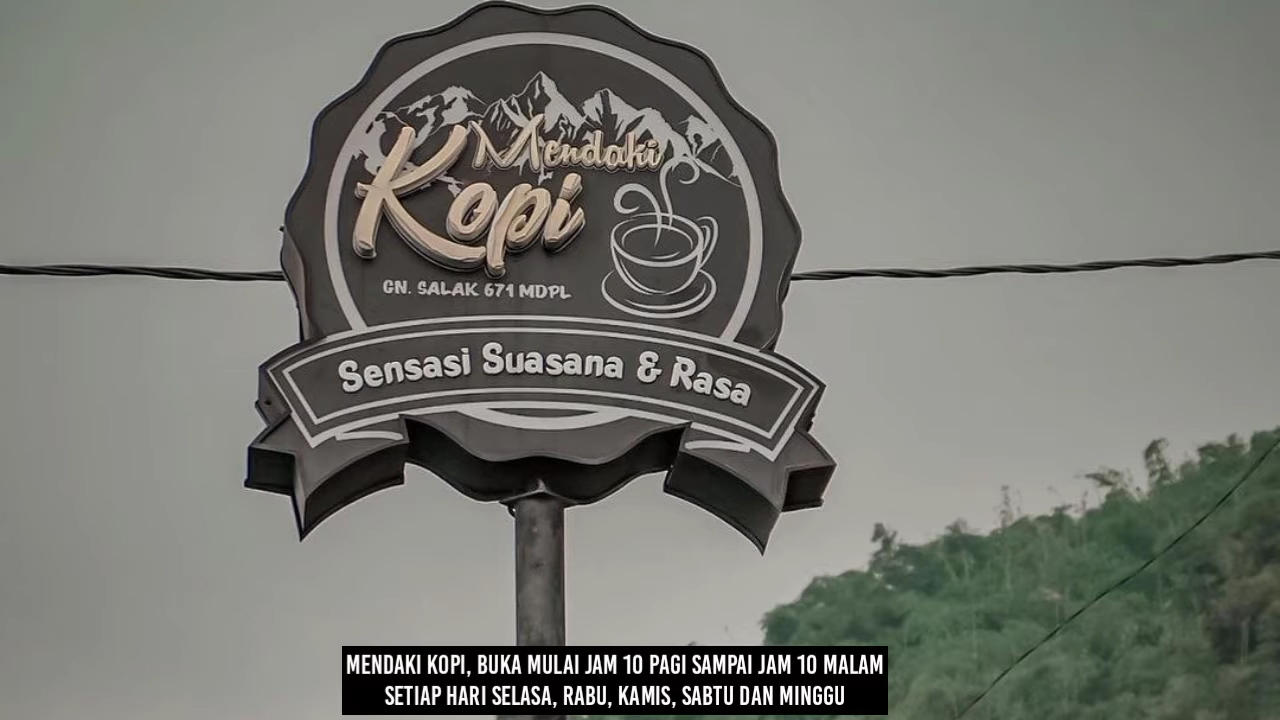 Mendaki
Kopi
GN. SALAK 671 MDPL
Sensasi Suasana & Rasa
MENDAKI KOPI, BUKA MULAI JAM 10 PAGI SAMPAI JAM 10 MALAM
SETIAP HARI SELASA, RABU, KAMIS, SABTU DAN MINGGU